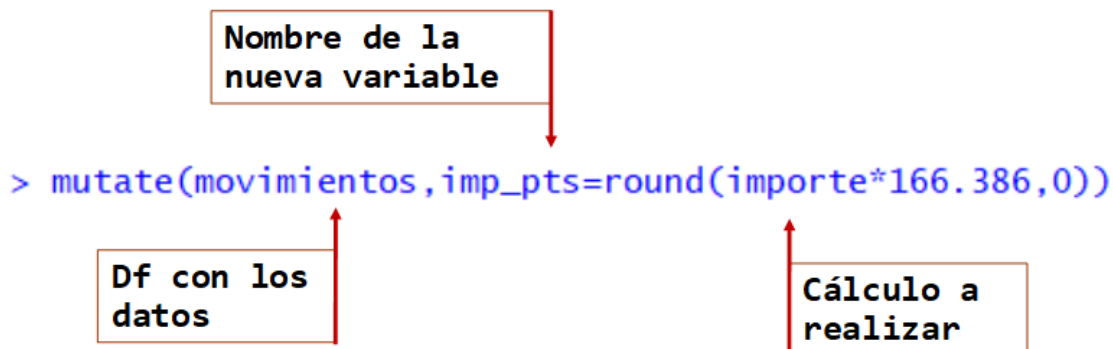 Nombre de la
nueva variable
> mutate(movimientos,imp_pts=round(importe*166.386,0))
Df con los
datos
Cálculo a
realizar